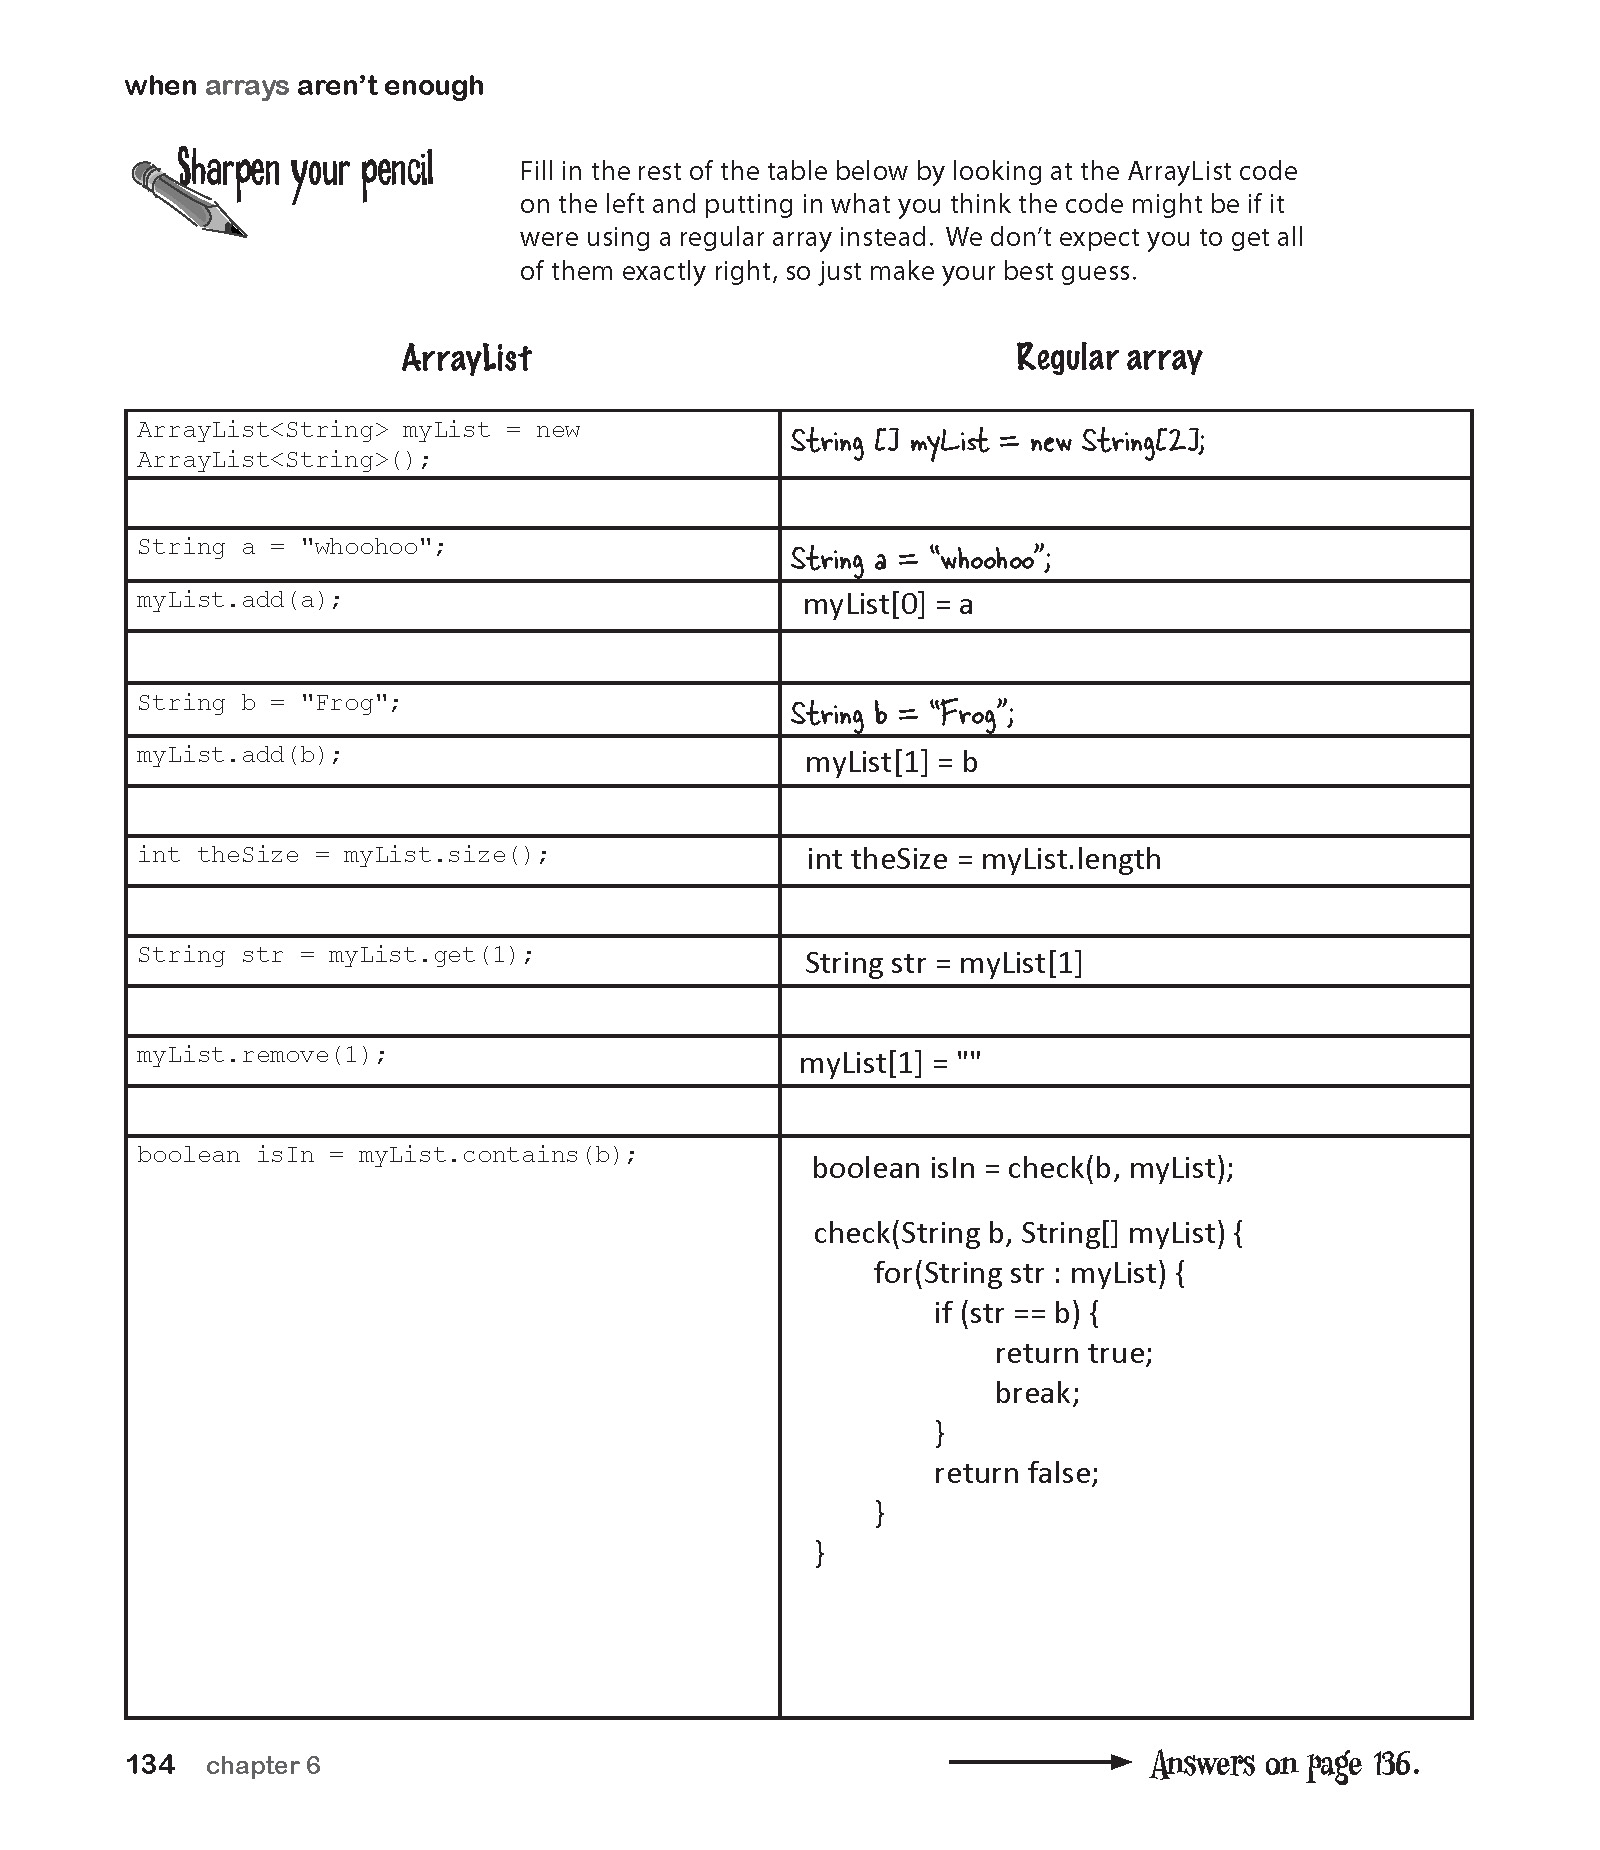 when arrays aren’t enough
Sharpen your pencil
Fill in the rest of the table below by looking at the ArrayList code
on the left and putting in what you think the code might be if it
were using a regular array instead.  We don’t expect you to get all
of them exactly right, so just make your best guess.
ArrayList
Regular array
ArrayList<String> myList = new
ArrayList<String>();
String [] myList = new String[2];
String a = "whoohoo";
String a = “whoohoo”;
myList.add(a);
myList[0] = a
String b = "Frog";
String b = “Frog”;
myList.add(b);
myList[1] = b
int theSize = myList.size();
int theSize = myList.length
String str = myList.get(1);
String str = myList[1]
myList.remove(1);
myList[1] = ""
boolean isIn = myList.contains(b);
boolean isIn = check(b, myList);
check(String b, String[] myList) {
for(String str : myList) {
if (str == b) {
return true;
break;
}
return false;
}
}
134 chapter 6
Answers on page 136.